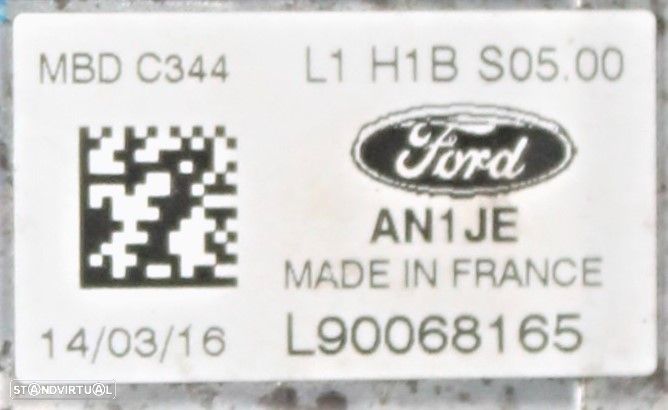 MBD C344 L1 H1B S05.00
Ford
AN1JE
MADE IN FRANCE
14/03/16 L90068165
STANDVIRTUAL